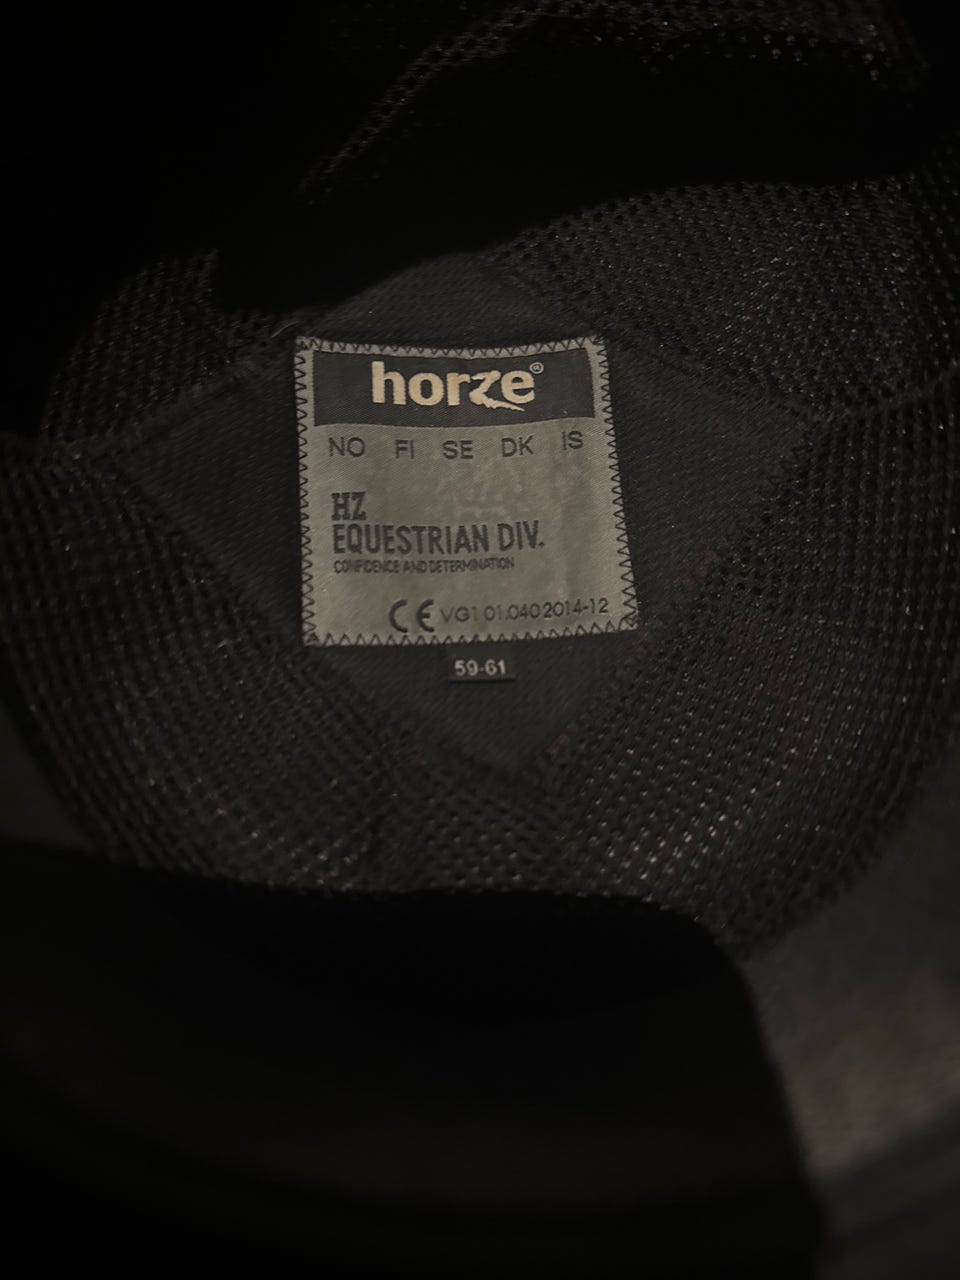 horze®
NO FI SE DK IS
HZ
EQUESTRIAN DIV.
CONFIDENCE AND DETERMINATION
CE VG1 01.040 2014-12
59-61